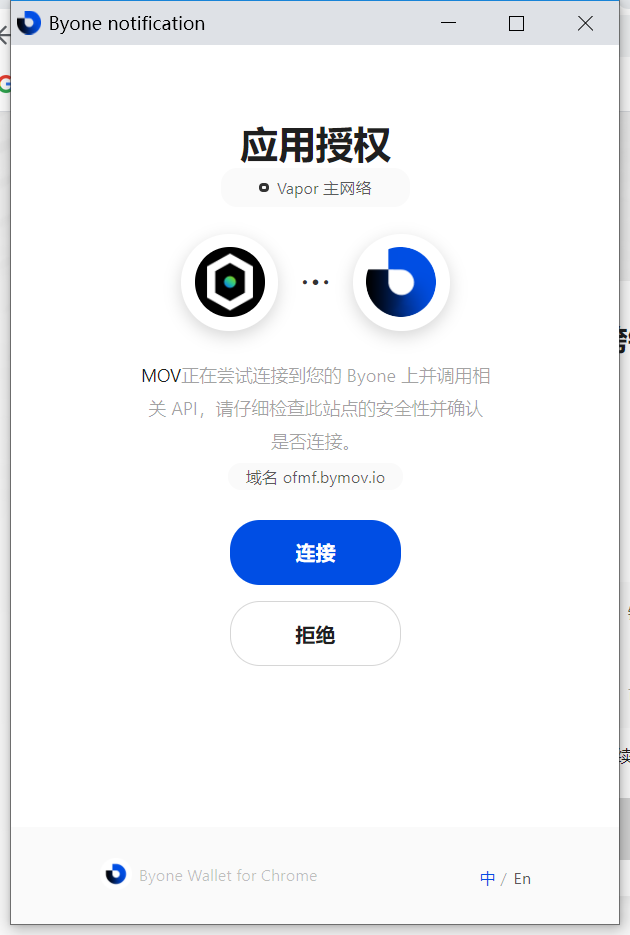 Byone notification
应用授权
Vapor 主网络
MOV正在尝试连接到您的 Byone 上并调用相
关 API，请仔细检查此站点的安全性并确认
是否连接。
域名 ofmf.bymov.io
连接
拒绝
续
Byone Wallet for Chrome
中 / En